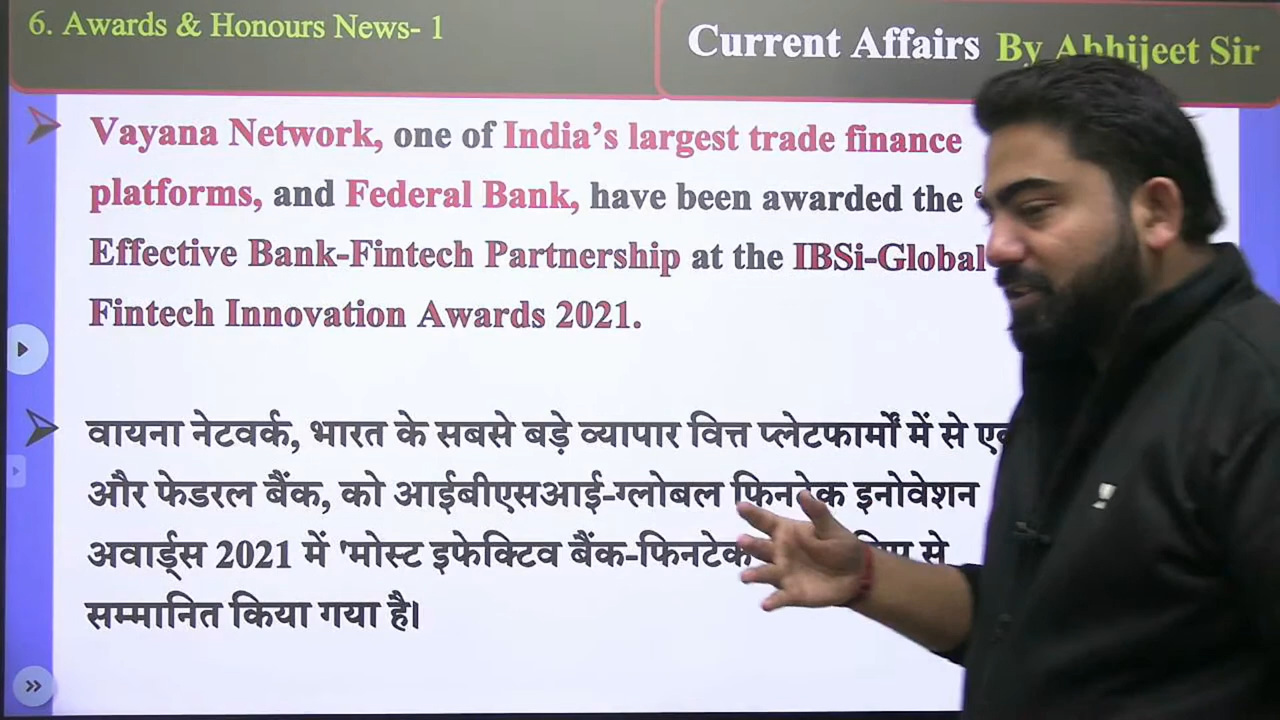 6. Awards & Honours News- 1
Current Affairs By Abhijeet Sir
Vayana Network, one of India's largest trade finance
platforms, and Federal Bank, have been awarded the '
Effective Bank-Fintech Partnership at the IBSi-Global
Fintech Innovation Awards 2021.
वायना नेटवर्क, भारत के सबसे बड़े व्यापार वित्त प्लेटफार्मों में से
और फेडरल बैंक, को आईबीएसआई-ग्लोबल फिनटेक इनोवेशन
अवार्ड्स 2021 में 'मोस्ट इफेक्टिव बैंक-फिनटेक से
सम्मानित किया गया है।